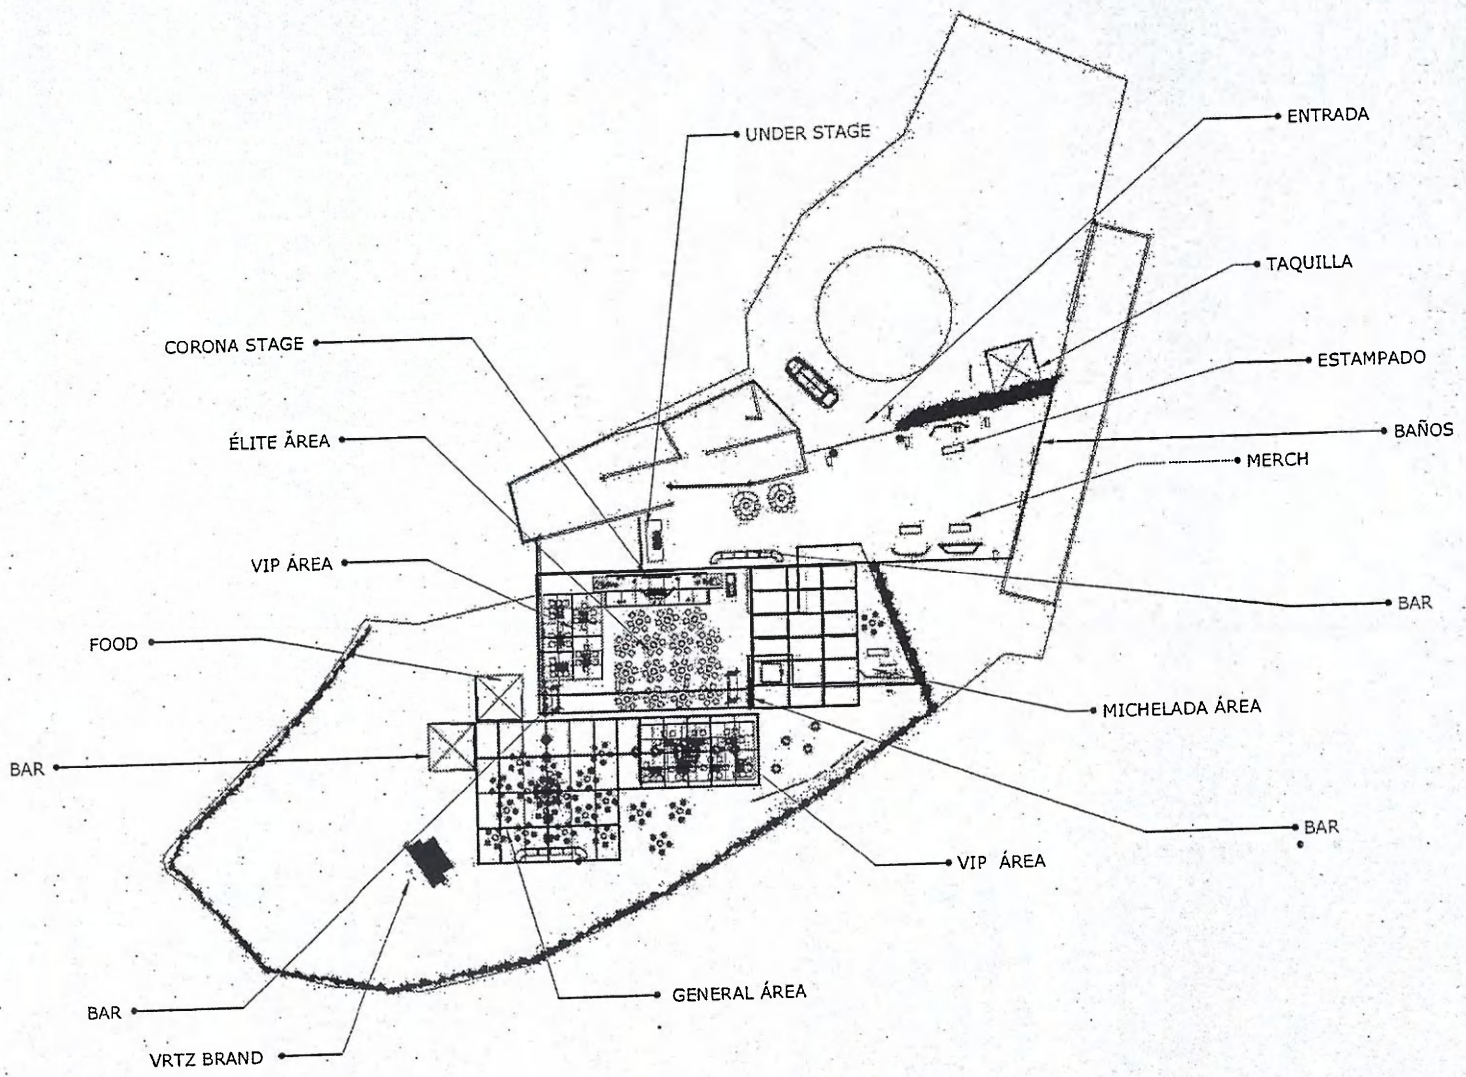 ENTRADA
UNDER STAGE
TAQUILLA
CORONA STAGE
ESTAMPADO
ÉLITE ÁREA
BAÑOS
MERCH
VIP ÁREA
BAR
FOOD
MICHELADA ÁREA
BAR
BAR
VIP ÁREA
GENERAL ÁREA
BAR
VRTZ BRAND